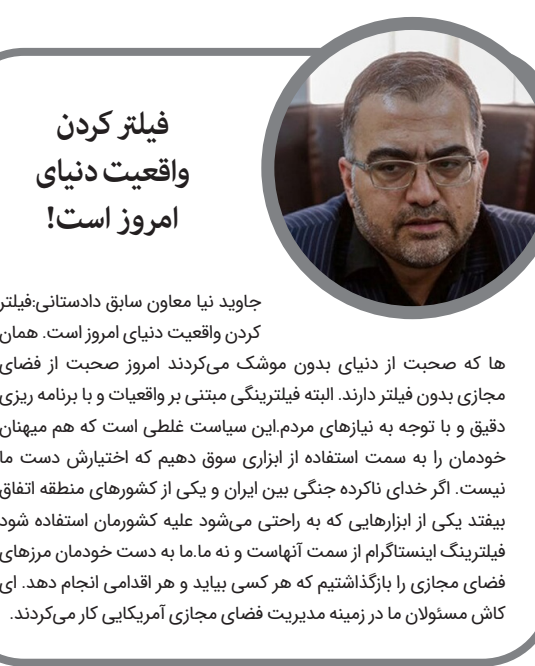 فیلتر کردن
واقعیت دنیای
امروز است!
جاوید نیا معاون سابق دادستانی:فیلتر
کردن واقعیت دنیای امروز است. همان
ها که صحبت از دنیای بدون موشک می‌کردند امروز صحبت از فضای
مجازی بدون فیلتر دارند. البته فیلترینگی مبتنی بر واقعیات و با برنامه ریزی
دقیق و با توجه به نیازهای مردم.این سیاست غلطی است که هم میهنان
خودمان را به سمت استفاده از ابزاری سوق دهیم که اختیارش دست ما
نیست. اگر خدای ناکرده جنگی بین ایران و یکی از کشورهای منطقه اتفاق
بیفتد یکی از ابزارهایی که به راحتی می‌شود علیه کشورمان استفاده شود
فیلترینگ اینستاگرام از سمت آنهاست و نه ما.ما به دست خودمان مرزهای
فضای مجازی را بازگذاشتیم که هر کسی بیاید و هر اقدامی انجام دهد. ای
کاش مسئولان ما در زمینه مدیریت فضای مجازی آمریکایی کار می‌کردند.